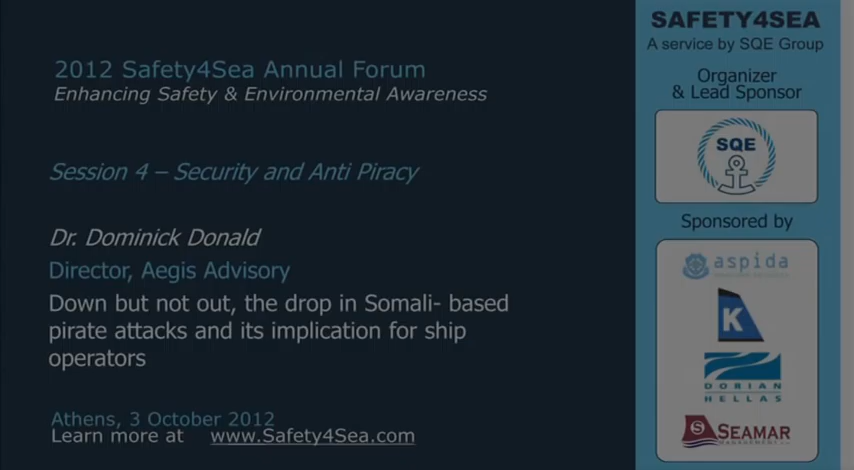 2012 Safety4Sea Annual Forum
Enhancing Safety & Environmental Awareness
Session 4 – Security and Anti Piracy
Dr. Dominick Donald
Director, Aegis Advisory
Down but not out, the drop in Somali- based
pirate attacks and its implication for ship
operators
Athens, 3 October 2012
Learn more at www.Safety4Sea.com
SAFETY4SEA
A service by SQE Group
Organizer
& Lead Sponsor
SQE
Sponsored by
aspida
K
DORIAN
HELLAS
S
SEAMAR